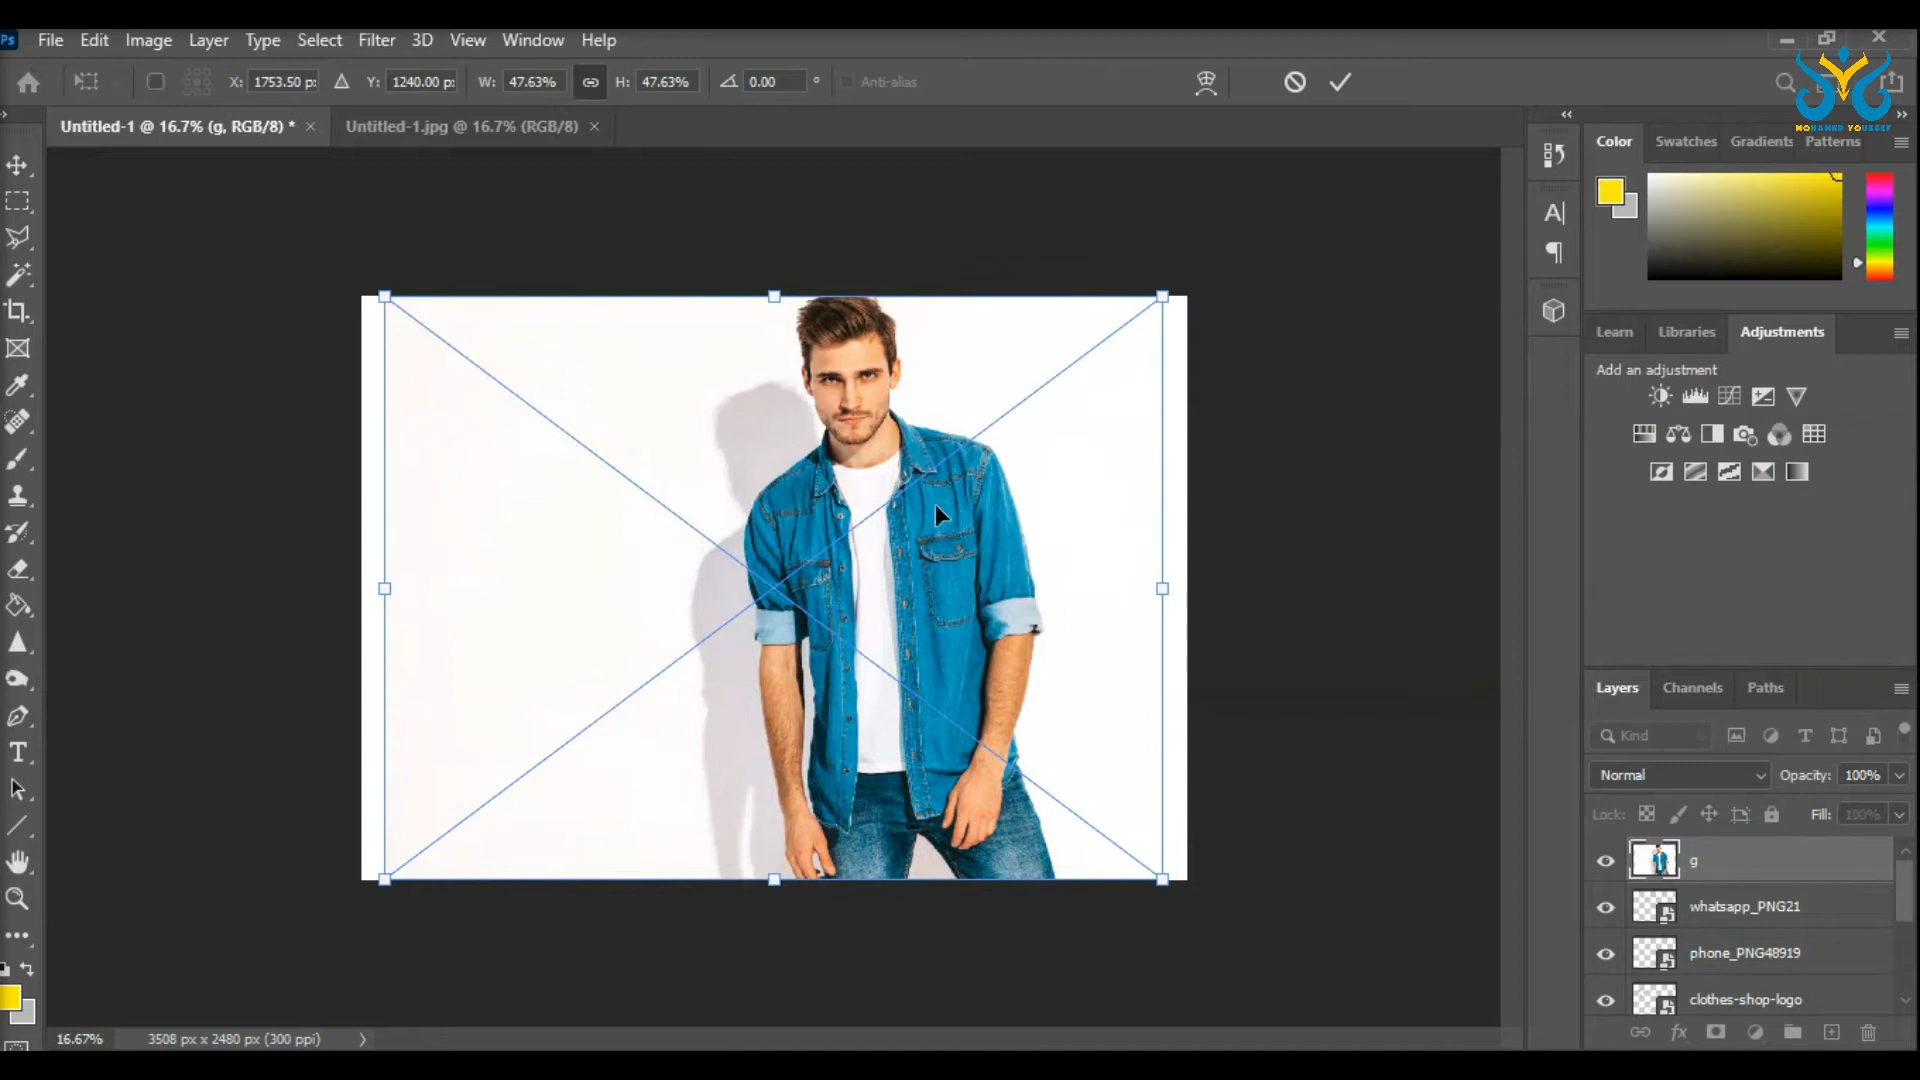 Ps File Edit Image Layer Type Select Filter 3D View Window Help
X: 1753.50 p: Y: 1240.00 p: W: 47.63% H: 47.63% 0.00 ° Anti-alias
MOHAMED YOUSSEF
Untitled-1 @ 16.7% (g, RGB/8) * × Untitled-1.jpg @ 16.7% (RGB/8) ×
Color Swatches Gradients Patterns
Learn Libraries Adjustments
Add an adjustment
Layers Channels Paths
Kind
Normal Opacity: 100%
Lock: Fill: 100%
g
whatsapp_PNG21
phone_PNG48919
clothes-shop-logo
16.67% 3508 px x 2480 px (300 ppi)